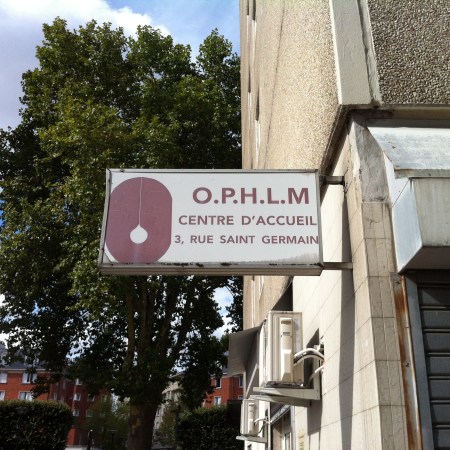 O.P.H.L.M
CENTRE D'ACCUEIL
3, RUE SAINT GERMAIN